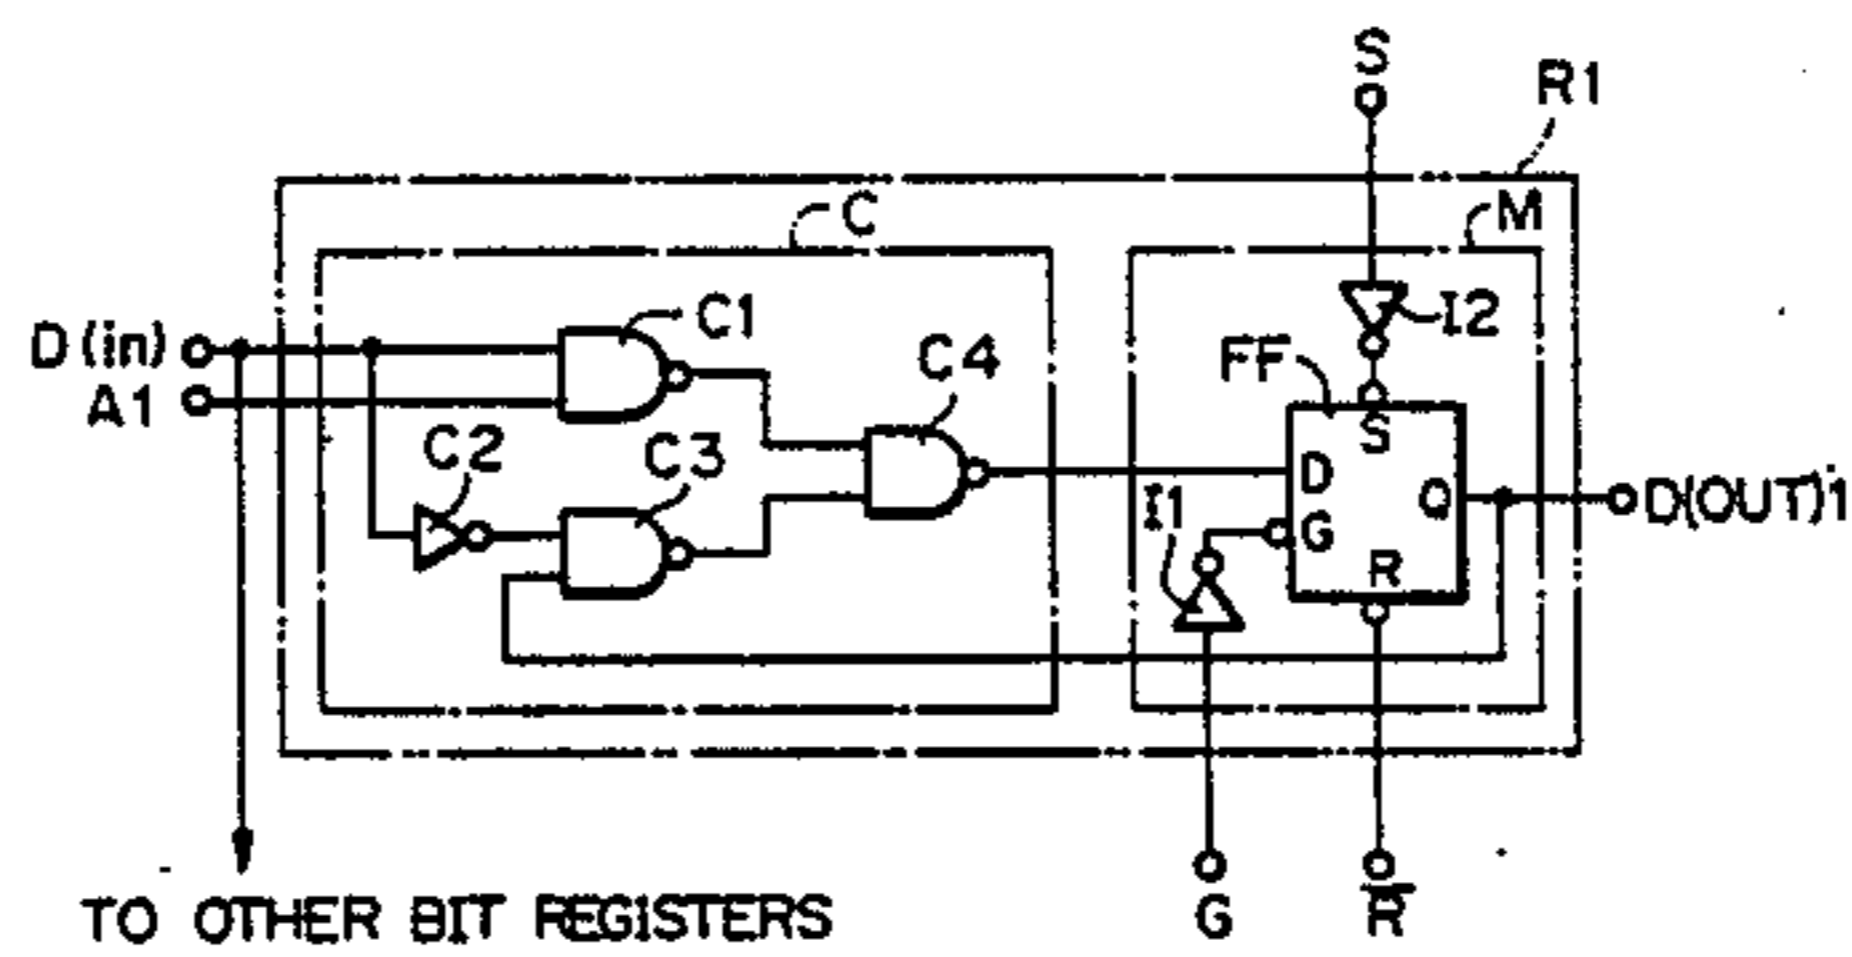 S
R1
C
M
D(in)
C1
I2
A1
C4
FF
C2
C3
S
D
Q
D(OUT)1
I1
G
R
G
R̅
TO OTHER BIT REGISTERS